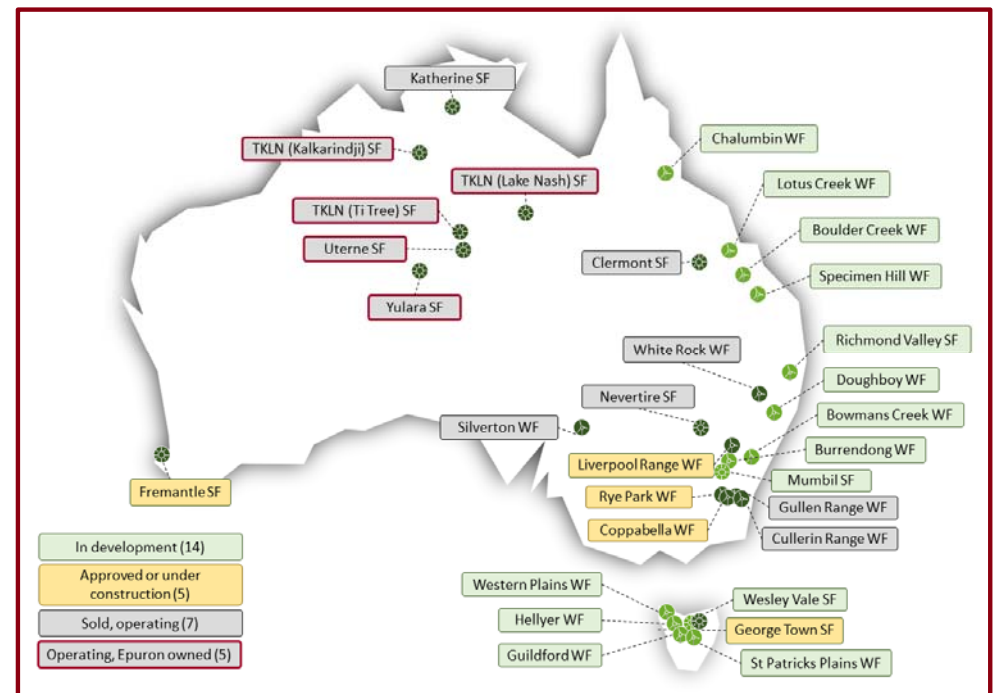 Katherine SF
TKLN (Kalkarindji) SF
Chalumbin WF
TKLN (Lake Nash) SF
Lotus Creek WF
TKLN (Ti Tree) SF
Boulder Creek WF
Uterne SF
Clermont SF
Specimen Hill WF
Yulara SF
Richmond Valley SF
White Rock WF
Doughboy WF
Nevertire SF
Bowmans Creek WF
Silverton WF
Burrendong WF
Liverpool Range WF
Mumbil SF
Fremantle SF
Rye Park WF
Gullen Range WF
Coppabella WF
Cullerin Range WF
In development (14)
Approved or under
construction (5)
Sold, operating (7)
Operating, Epuron owned (5)
Western Plains WF
Wesley Vale SF
Hellyer WF
George Town SF
Guildford WF
St Patricks Plains WF